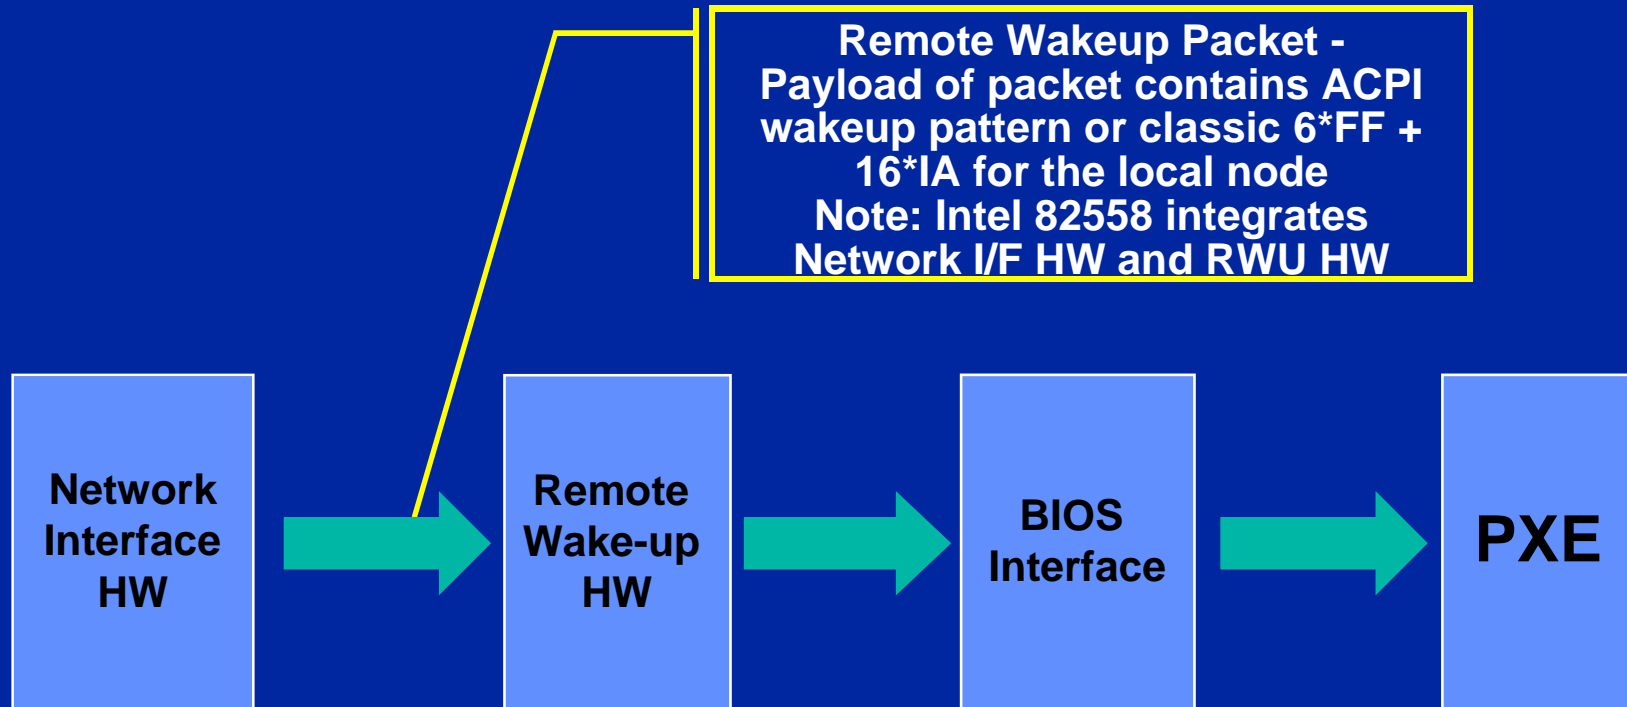 Remote Wakeup Packet -
Payload of packet contains ACPI
wakeup pattern or classic 6*FF +
16*IA for the local node
Note: Intel 82558 integrates
Network I/F HW and RWU HW
Network
Interface
HW
Remote
Wake-up
HW
BIOS
Interface
PXE